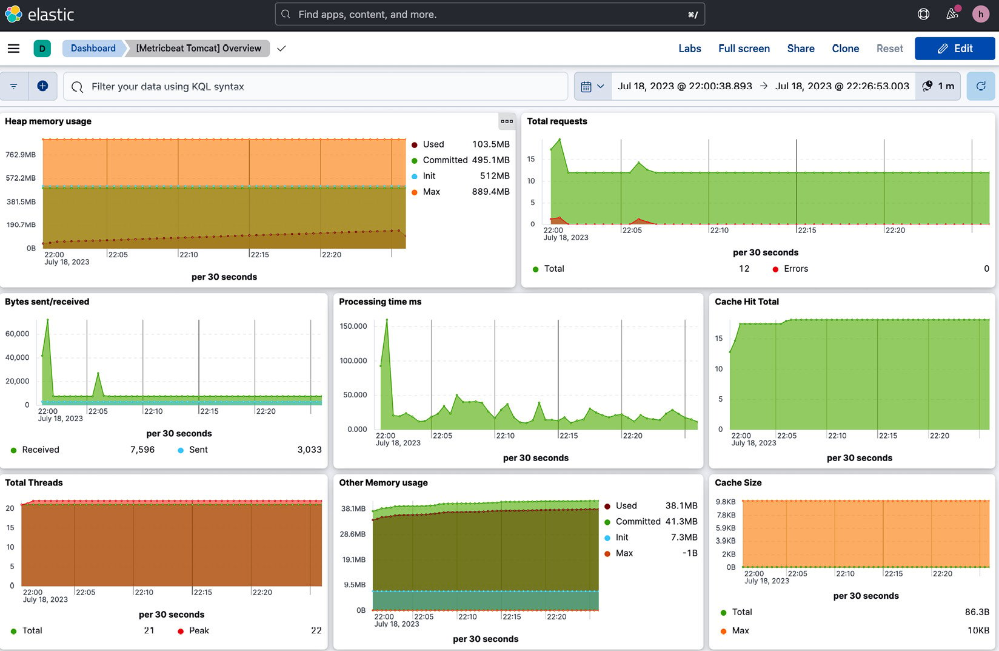 elastic
Find apps, content, and more.
⌘/
h
D
Dashboard
[Metricbeat Tomcat] Overview
Labs
Full screen
Share
Clone
Reset
Edit
Filter your data using KQL syntax
Jul 18, 2023 @ 22:00:38.893 → Jul 18, 2023 @ 22:26:53.003
1 m
Heap memory usage
762.9MB
572.2MB
381.5MB
190.7MB
0B
22:00 22:05 22:10 22:15 22:20
July 18, 2023
per 30 seconds
Used 103.5MB
Committed 495.1MB
Init 512MB
Max 889.4MB
Total requests
15
10
5
0
22:00 22:05 22:10 22:15 22:20
July 18, 2023
per 30 seconds
Total 12 Errors 0
Bytes sent/received
60,000
40,000
20,000
0
22:00 22:05 22:10 22:15 22:20
July 18, 2023
per 30 seconds
Received 7,596 Sent 3,033
Processing time ms
150.000
100.000
50.000
0.000
22:00 22:05 22:10 22:15 22:20
July 18, 2023
per 30 seconds
Cache Hit Total
15
10
5
0
22:00 22:05 22:10 22:15 22:20
July 18, 2023
per 30 seconds
Total Threads
20
15
10
5
0
22:00 22:05 22:10 22:15 22:20
July 18, 2023
per 30 seconds
Total 21 Peak 22
Other Memory usage
38.1MB
28.6MB
19.1MB
9.5MB
0B
22:00 22:05 22:10 22:15 22:20
July 18, 2023
per 30 seconds
Used 38.1MB
Committed 41.3MB
Init 7.3MB
Max -1B
Cache Size
9.8KB
7.8KB
5.9KB
3.9KB
2KB
0B
22:00 22:05 22:10 22:15 22:20
July 18, 2023
per 30 seconds
Total 86.3B
Max 10KB